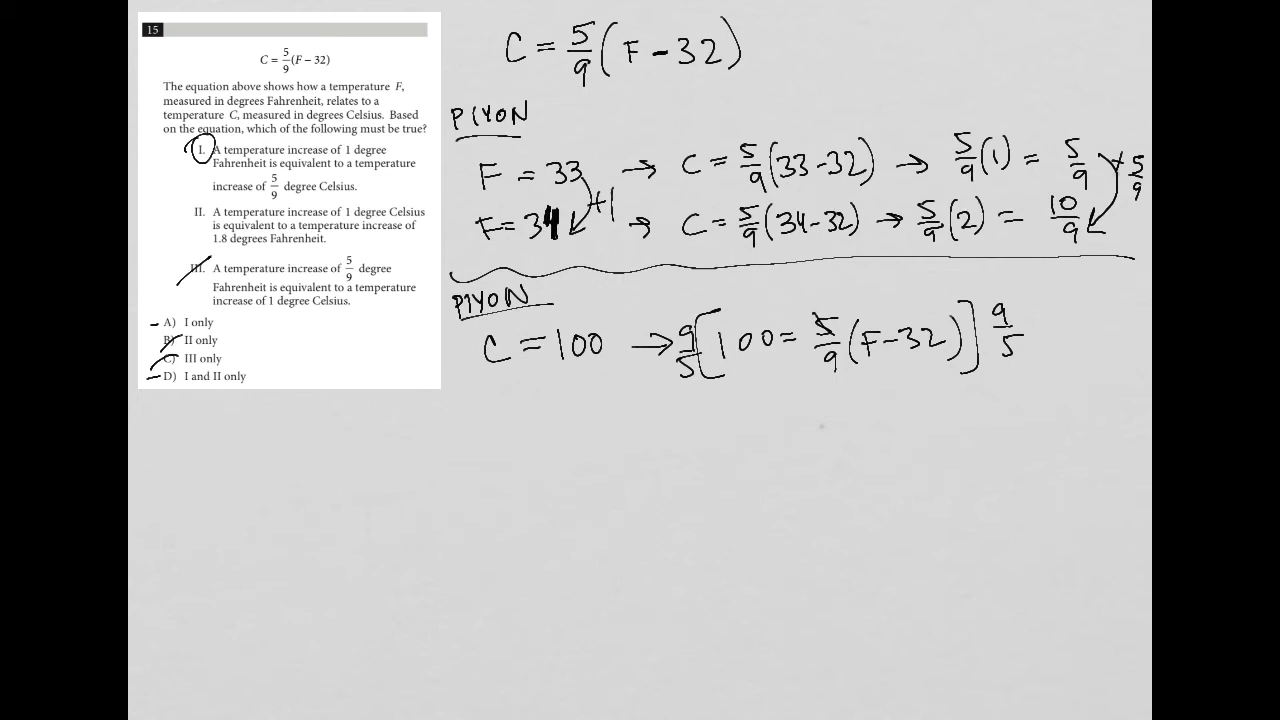 15
C = 5/9 (F − 32)
The equation above shows how a temperature F,
measured in degrees Fahrenheit, relates to a
temperature C, measured in degrees Celsius. Based
on the equation, which of the following must be true?
I. A temperature increase of 1 degree
Fahrenheit is equivalent to a temperature
increase of 5/9 degree Celsius.
II. A temperature increase of 1 degree Celsius
is equivalent to a temperature increase of
1.8 degrees Fahrenheit.
III. A temperature increase of 5/9 degree
Fahrenheit is equivalent to a temperature
increase of 1 degree Celsius.
A) I only
B) II only
C) III only
D) I and II only
C = 5/9 (F − 32)
PIYON
F = 33 → C = 5/9 (33 − 32) → 5/9 (1) = 5/9
+1
+ 5/9
F = 34 → C = 5/9 (34 − 32) → 5/9 (2) = 10/9
PIYON
C = 100 → 9/5 [100 = 5/9 (F − 32)] 9/5